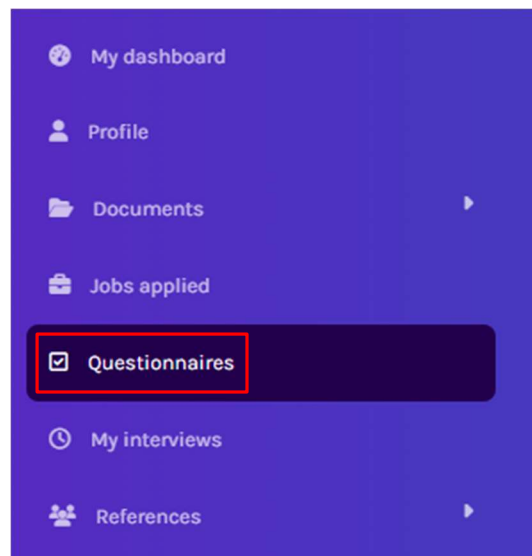 My dashboard
Profile
Documents
Jobs applied
Questionnaires
My interviews
References